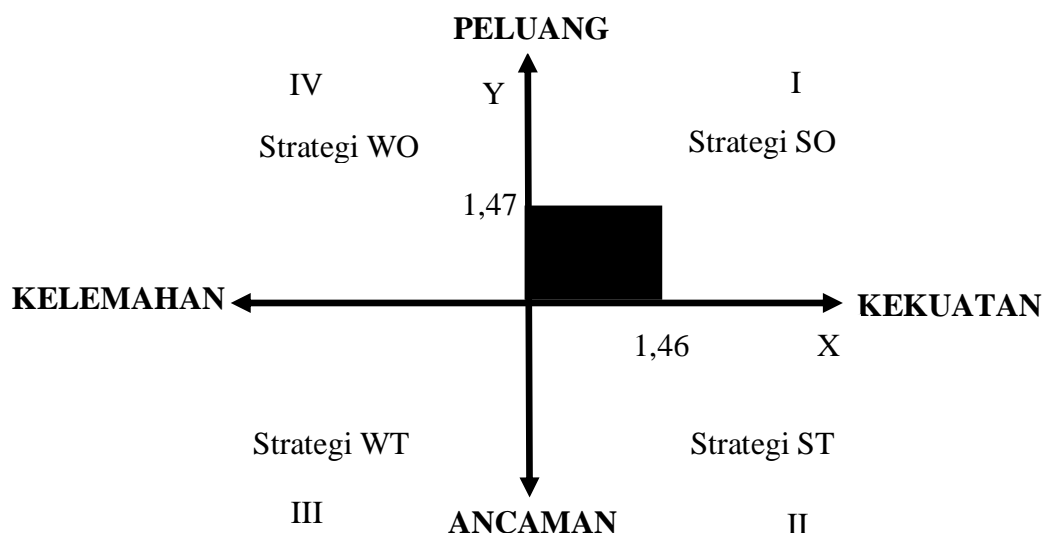 PELUANG
IV
Y
I
Strategi WO
Strategi SO
1,47
KELEMAHAN
KEKUATAN
1,46
X
Strategi WT
Strategi ST
III
ANCAMAN
II